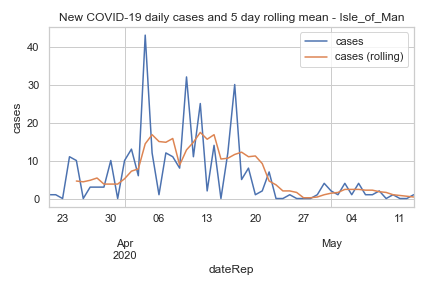 New COVID-19 daily cases and 5 day rolling mean - Isle_of_Man
cases
cases (rolling)
cases
40
30
20
10
0
23 30 06 13 20 27 04 11
Apr May
2020
dateRep